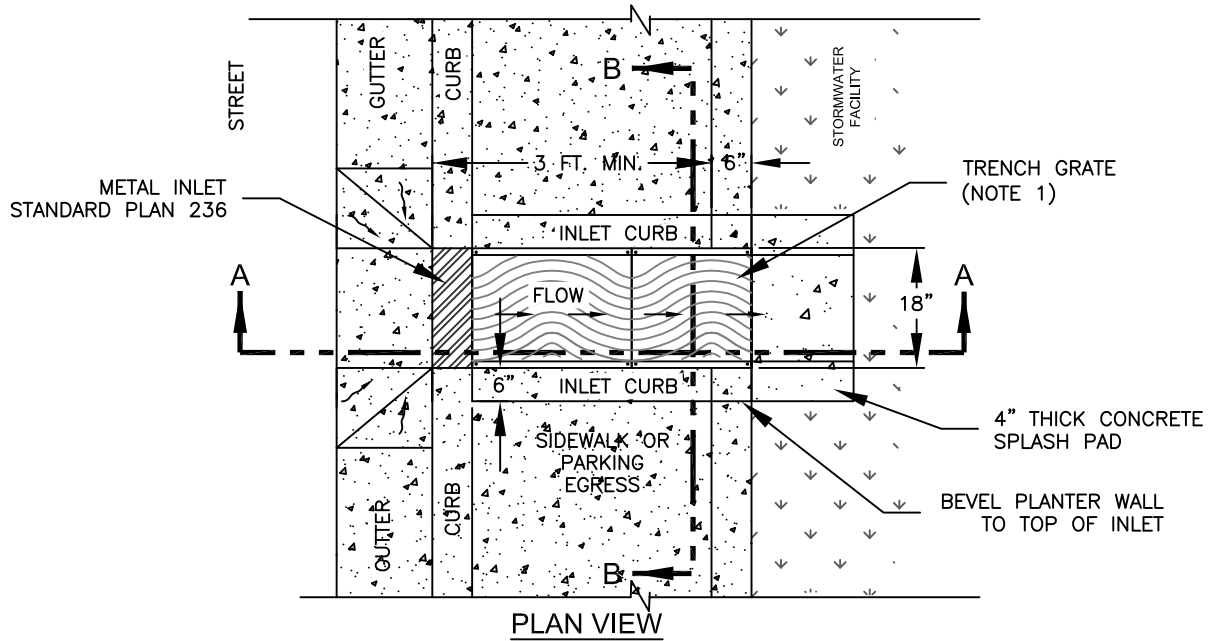 STREET
GUTTER
CURB
B
STORMWATER
FACILITY
3 FT. MIN.
6"
TRENCH GRATE
(NOTE 1)
METAL INLET
STANDARD PLAN 236
INLET CURB
A
FLOW
18"
A
6"
INLET CURB
4" THICK CONCRETE
SPLASH PAD
SIDEWALK OR
PARKING
EGRESS
BEVEL PLANTER WALL
TO TOP OF INLET
GUTTER
CURB
B
PLAN VIEW